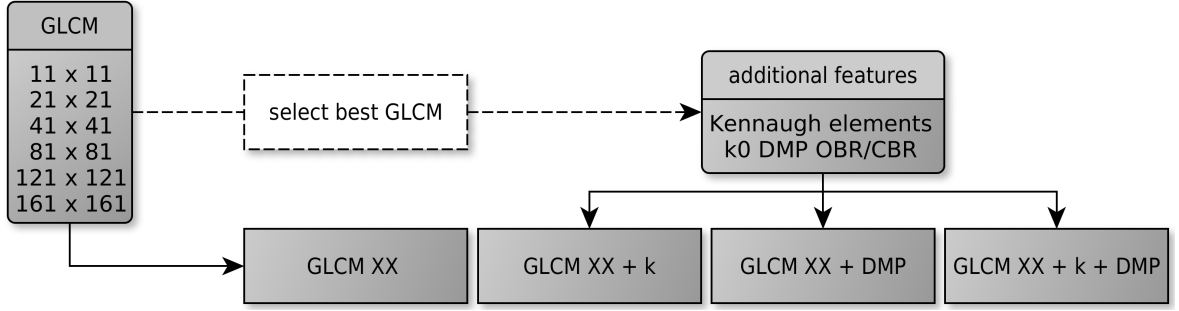 GLCM
11 x 11
21 x 21
41 x 41
81 x 81
121 x 121
161 x 161
select best GLCM
additional features
Kennaugh elements
k0 DMP OBR/CBR
GLCM XX
GLCM XX + k
GLCM XX + DMP
GLCM XX + k + DMP